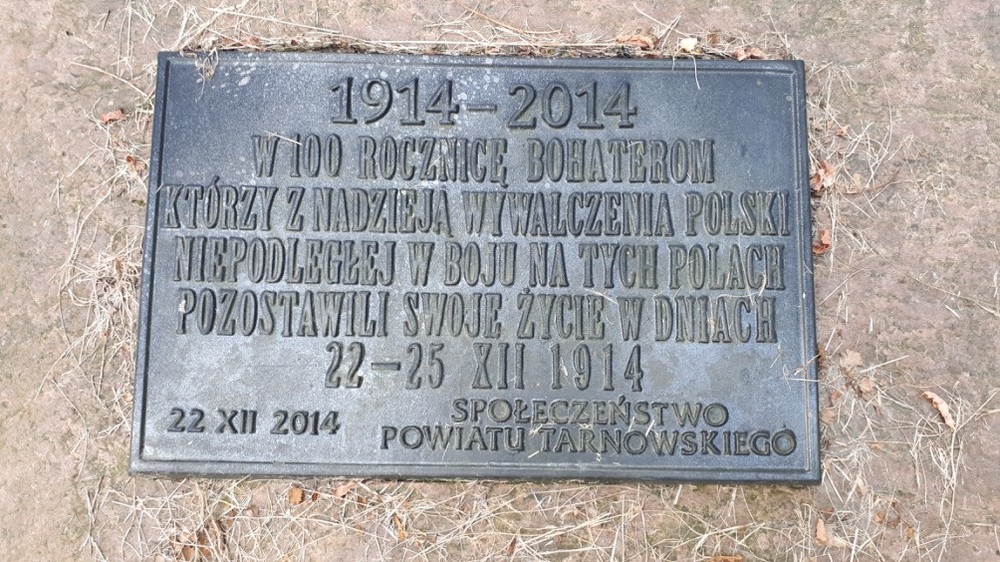 1914-2014
W 100 ROCZNICĘ BOHATEROM
KTÓRZY Z NADZIEJĄ WYWALCZENIA POLSKI
NIEPODLEGŁEJ W BOJU NA TYCH POLACH
POZOSTAWILI SWOJE ŻYCIE W DNIACH
22-25 XII 1914
22 XII 2014
SPOŁECZEŃSTWO
POWIATU TARNOWSKIEGO